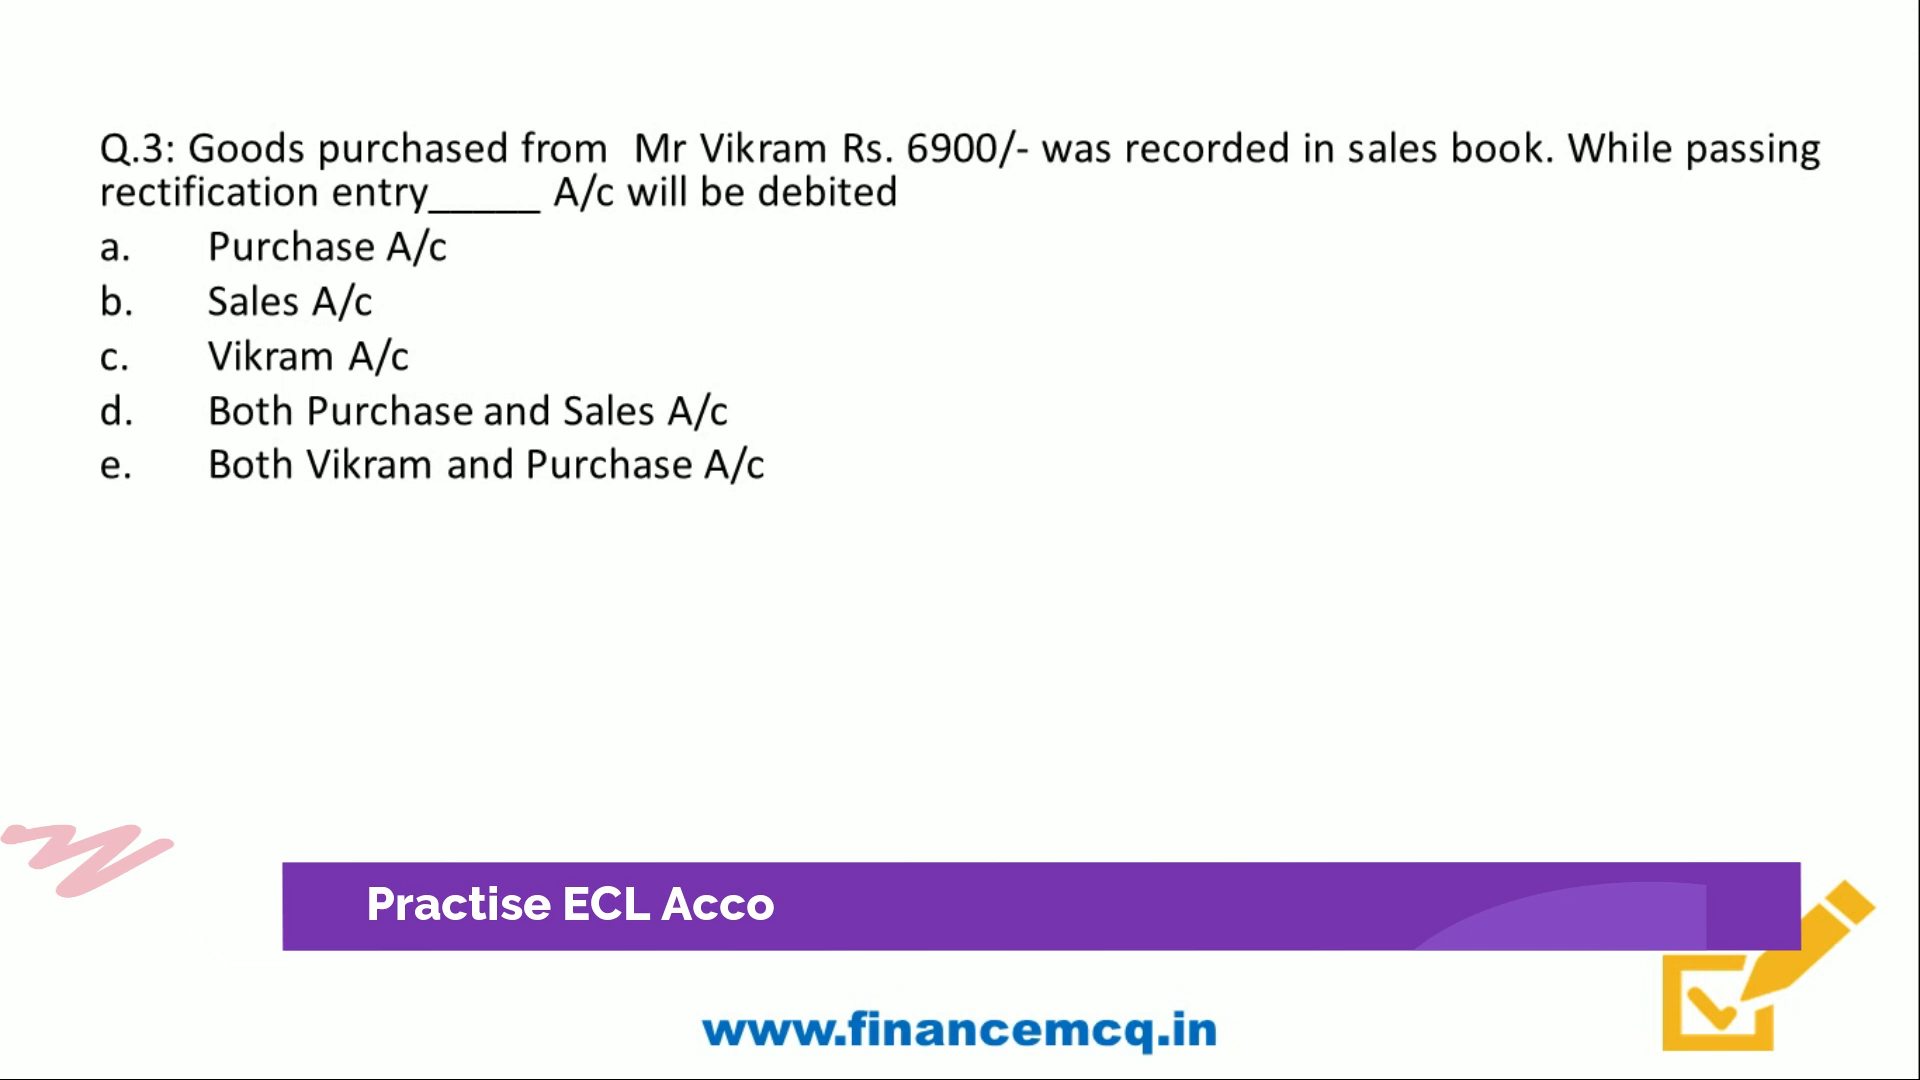 Q.3: Goods purchased from Mr Vikram Rs. 6900/- was recorded in sales book. While passing
rectification entry_____ A/c will be debited
a. Purchase A/c
b. Sales A/c
c. Vikram A/c
d. Both Purchase and Sales A/c
e. Both Vikram and Purchase A/c
Practise ECL Acco
www.financemcq.in